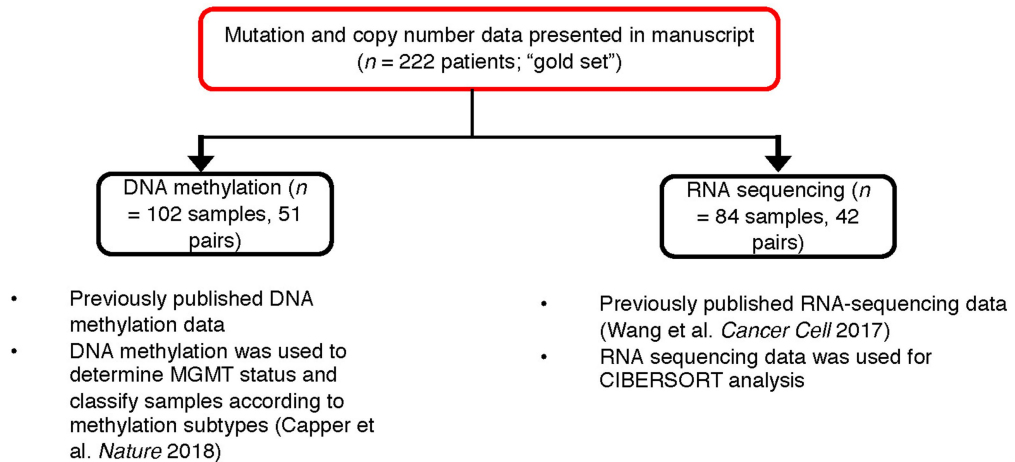 Mutation and copy number data presented in manuscript
(n = 222 patients; “gold set”)
DNA methylation (n
= 102 samples, 51
pairs)
RNA sequencing (n
= 84 samples, 42
pairs)
• Previously published DNA
methylation data
• DNA methylation was used to
determine MGMT status and
classify samples according to
methylation subtypes (Capper et
al. Nature 2018)
• Previously published RNA-sequencing data
(Wang et al. Cancer Cell 2017)
• RNA sequencing data was used for
CIBERSORT analysis